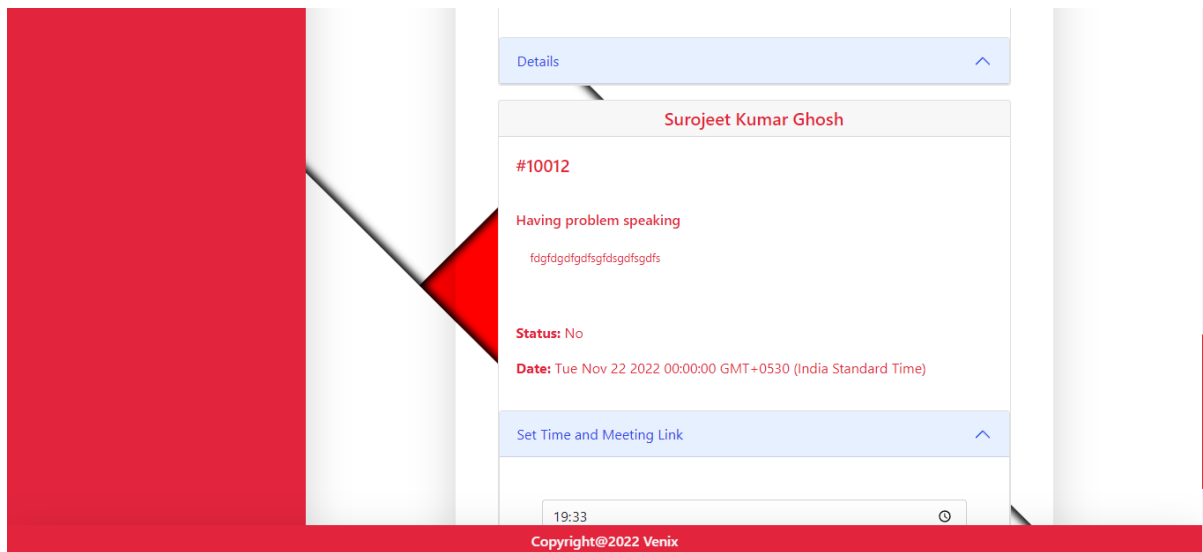 Details
Surojeet Kumar Ghosh
#10012
Having problem speaking
fdgfdgdfgdfsgfdsgdfsgdfs
Status: No
Date: Tue Nov 22 2022 00:00:00 GMT+0530 (India Standard Time)
Set Time and Meeting Link
19:33
Copyright@2022 Venix